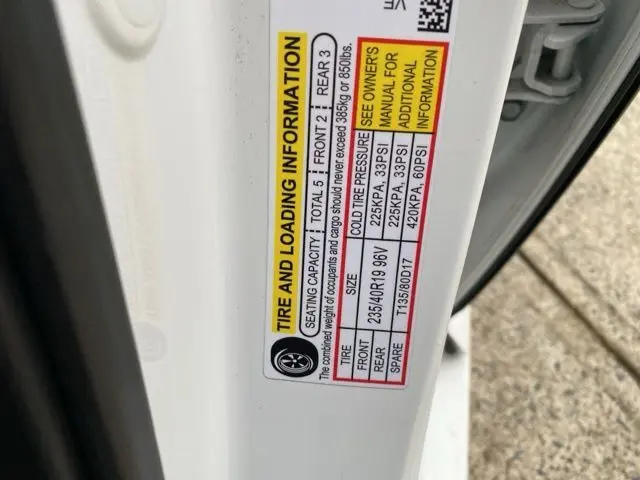 TIRE AND LOADING INFORMATION
SEATING CAPACITY TOTAL 5 FRONT 2 REAR 3
The combined weight of occupants and cargo should never exceed 385kg or 850lbs.
TIRE SIZE COLD TIRE PRESSURE
FRONT 235/40R19 96V 225KPA, 33PSI
REAR 225KPA, 33PSI
SPARE T135/80D17 420KPA, 60PSI
SEE OWNER'S
MANUAL FOR
ADDITIONAL
INFORMATION